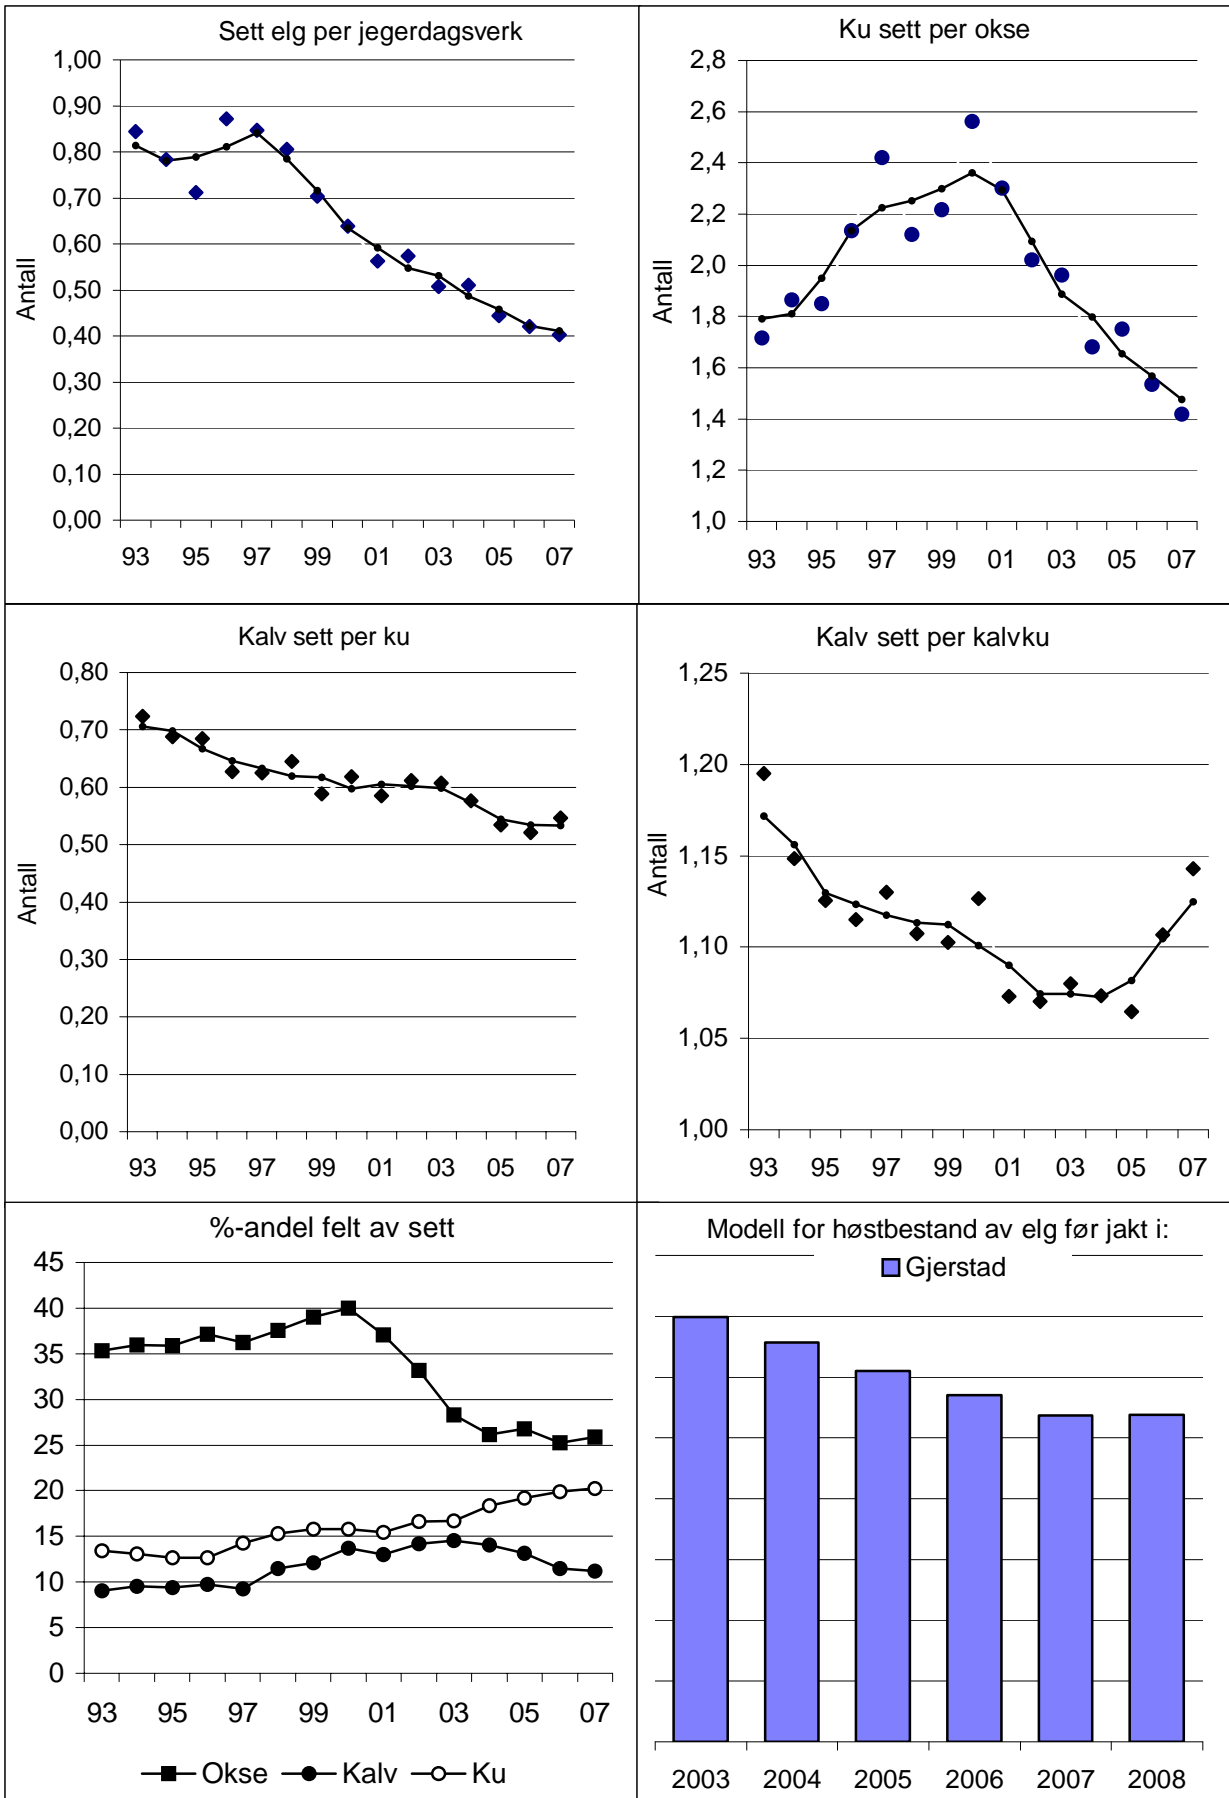 Sett elg per jegerdagsverk
Antall
1,00
0,90
0,80
0,70
0,60
0,50
0,40
0,30
0,20
0,10
0,00
93 95 97 99 01 03 05 07
Ku sett per okse
Antall
2,8
2,6
2,4
2,2
2,0
1,8
1,6
1,4
1,2
1,0
93 95 97 99 01 03 05 07
Kalv sett per ku
Antall
0,80
0,70
0,60
0,50
0,40
0,30
0,20
0,10
0,00
93 95 97 99 01 03 05 07
Kalv sett per kalvku
Antall
1,25
1,20
1,15
1,10
1,05
1,00
93 95 97 99 01 03 05 07
%-andel felt av sett
45
40
35
30
25
20
15
10
5
0
93 95 97 99 01 03 05 07
Okse Kalv Ku
Modell for høstbestand av elg før jakt i:
Gjerstad
2003 2004 2005 2006 2007 2008